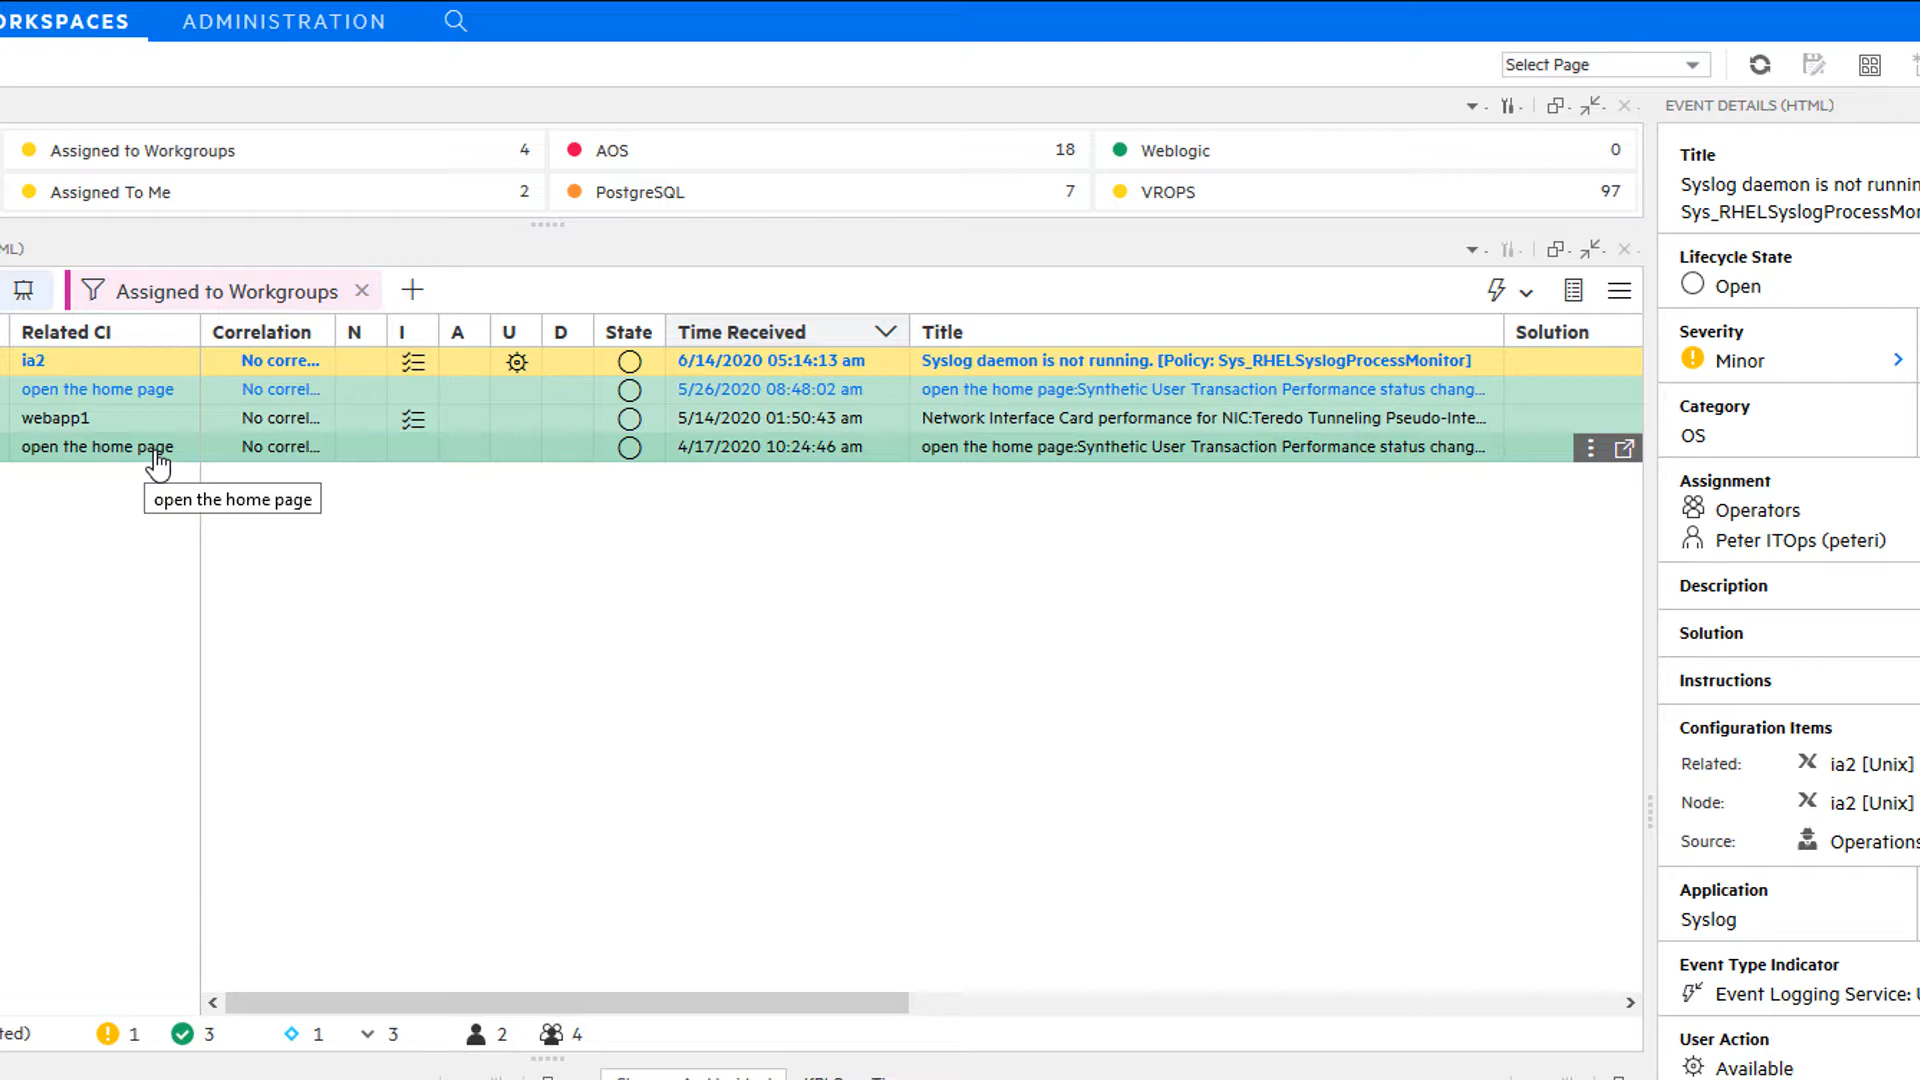 ORKSPACES ADMINISTRATION
Select Page
EVENT DETAILS (HTML)
Assigned to Workgroups 4 AOS 18 Weblogic 0
Assigned To Me 2 PostgreSQL 7 VROPS 97
Title
Syslog daemon is not runnin
Sys_RHELSyslogProcessMon
ML)
Assigned to Workgroups
Related CI Correlation N I A U D State Time Received Title Solution
ia2 No corre... 6/14/2020 05:14:13 am Syslog daemon is not running. [Policy: Sys_RHELSyslogProcessMonitor]
open the home page No correl... 5/26/2020 08:48:02 am open the home page:Synthetic User Transaction Performance status chang...
webapp1 No correl... 5/14/2020 01:50:43 am Network Interface Card performance for NIC:Teredo Tunneling Pseudo-Inte...
open the home page No correl... 4/17/2020 10:24:46 am open the home page:Synthetic User Transaction Performance status chang...
open the home page
Lifecycle State
Open
Severity
Minor
Category
OS
Assignment
Operators
Peter ITOps (peteri)
Description
Solution
Instructions
Configuration Items
Related: ia2 [Unix]
Node: ia2 [Unix]
Source: Operations
Application
Syslog
Event Type Indicator
Event Logging Service: U
User Action
Available
ted) 1 3 1 3 2 4